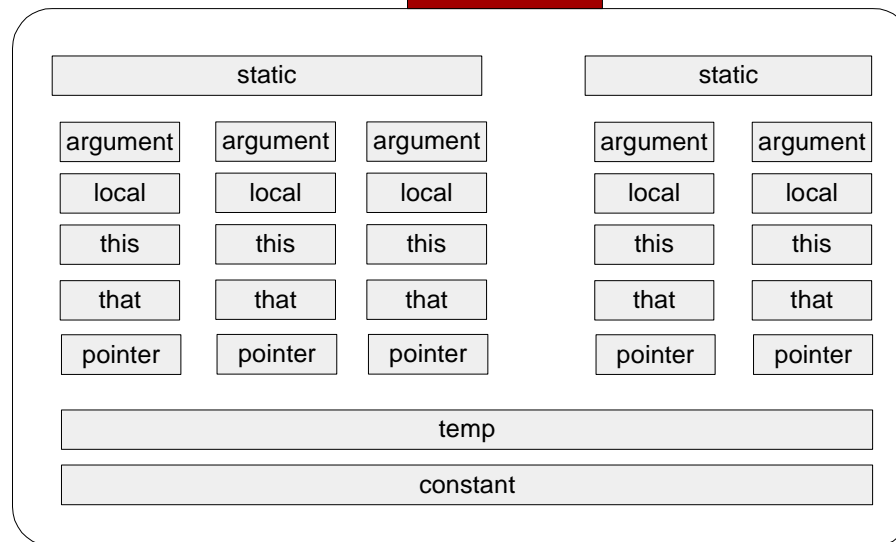 static static
argument argument argument argument argument
local local local local local
this this this this this
that that that that that
pointer pointer pointer pointer pointer
temp
constant